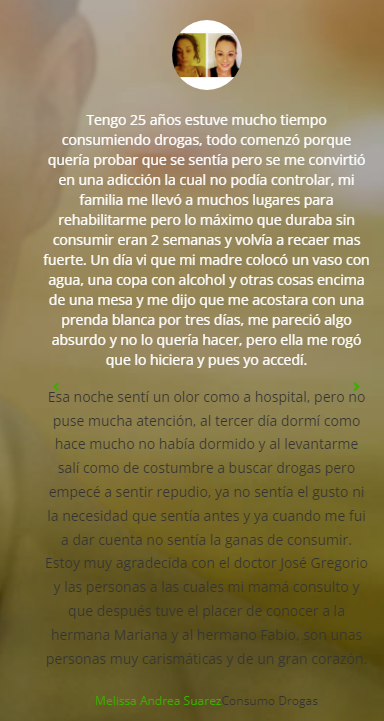 Tengo 25 años estuve mucho tiempo
consumiendo drogas, todo comenzó porque
quería probar que se sentía pero se me convirtió
en una adicción la cual no podía controlar, mi
familia me llevó a muchos lugares para
rehabilitarme pero lo máximo que duraba sin
consumir eran 2 semanas y volvía a recaer mas
fuerte. Un día vi que mi madre colocó un vaso con
agua, una copa con alcohol y otras cosas encima
de una mesa y me dijo que me acostara con una
prenda blanca por tres días, me pareció algo
absurdo y no lo quería hacer, pero ella me rogó
que lo hiciera y pues yo accedí.
Esa noche sentí un olor como a hospital, pero no
puse mucha atención, al tercer día dormí como
hace mucho no había dormido y al levantarme
salí como de costumbre a buscar drogas pero
empecé a sentir repudio, ya no sentía el gusto ni
la necesidad que sentía antes y ya cuando me fui
a dar cuenta no sentía la ganas de consumir.
Estoy muy agradecida con el doctor José Gregorio
y las personas a las cuales mi mamá consulto y
que después tuve el placer de conocer a la
hermana Mariana y al hermano Fabio, son unas
personas muy carismáticas y de un gran corazón.
Melissa Andrea SuarezConsumo Drogas